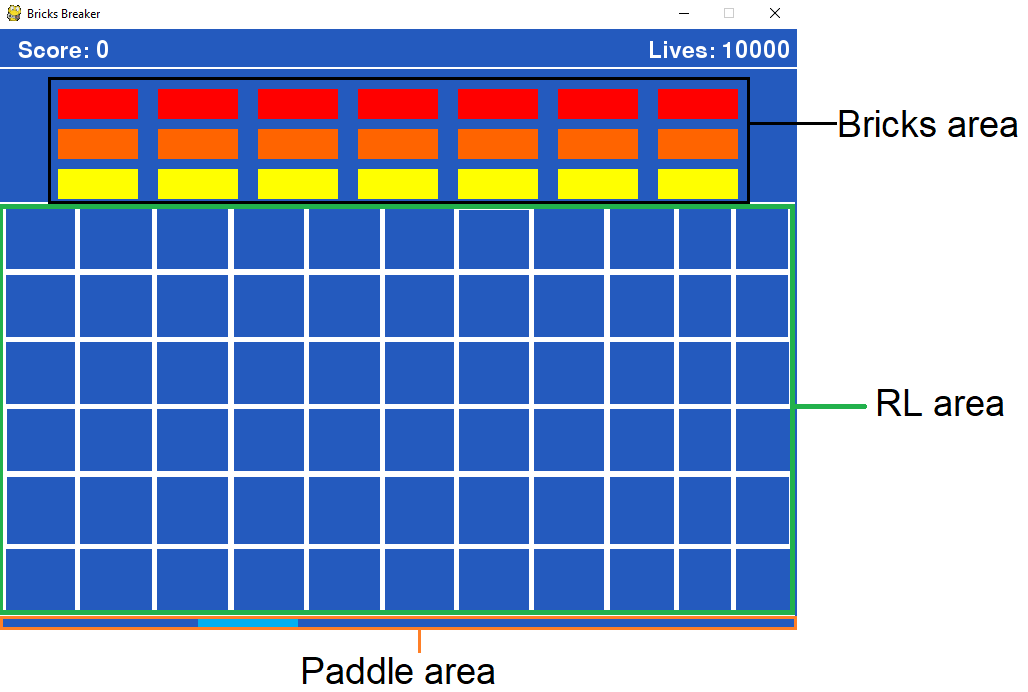 Bricks Breaker
Score: 0
Lives: 10000
Bricks area
RL area
Paddle area